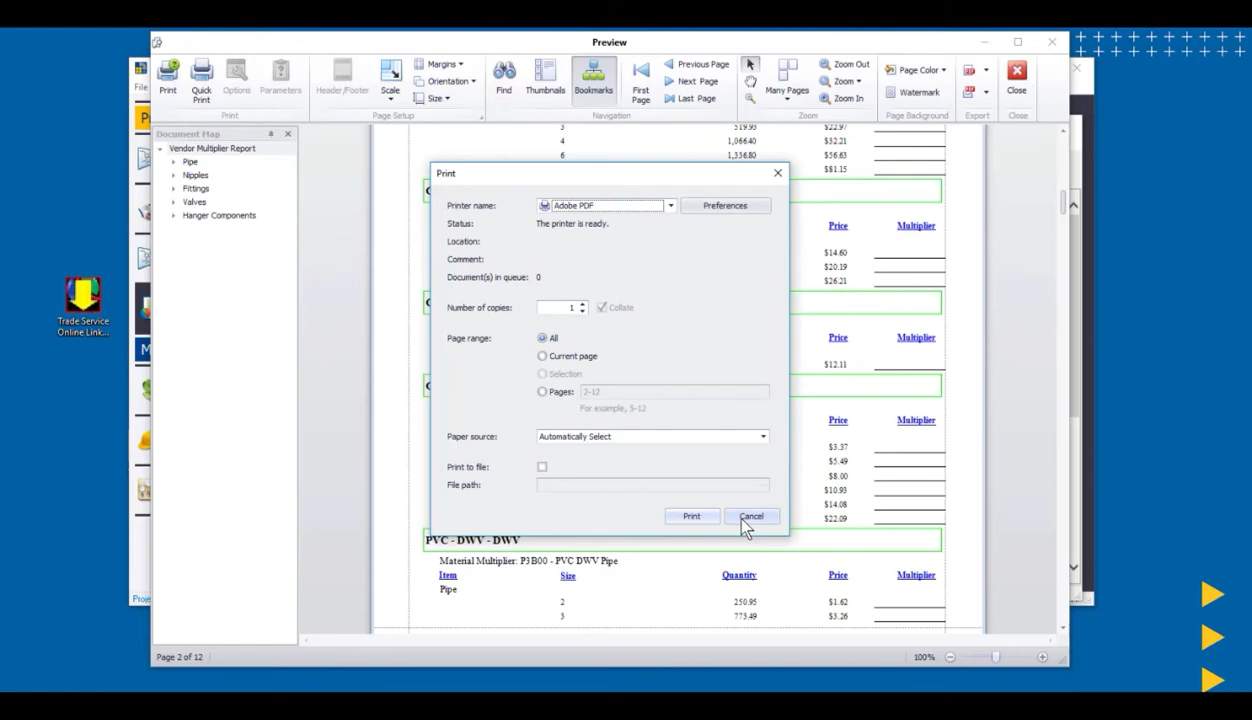 Preview
Print
Quick
Print
Options
Parameters
Header/Footer
Scale
Margins
Orientation
Size
Find
Thumbnails
Bookmarks
First
Page
Previous Page
Next Page
Last Page
Many Pages
Zoom Out
Zoom
Zoom In
Page Color
Watermark
Close
Print
Page Setup
Navigation
Zoom
Page Background
Export
Close
File
Document Map
Vendor Multiplier Report
Pipe
Nipples
Fittings
Valves
Hanger Components
3 519.93 $22.97
4 1,066.40 $32.21
6 1,336.80 $56.63
$81.15
Price Multiplier
$14.60
$20.19
$26.21
Price Multiplier
$12.11
Price Multiplier
$3.37
$5.49
$8.00
$10.93
$14.08
$22.09
Print
Printer name: Adobe PDF Preferences
Status: The printer is ready.
Location:
Comment:
Document(s) in queue: 0
Number of copies: 1 Collate
Page range: All
Current page
Selection
Pages: 2-12
For example, 5-12
Paper source: Automatically Select
Print to file:
File path:
Print Cancel
PVC - DWV - DWV
Material Multiplier: P3B00 - PVC DWV Pipe
Item Size Quantity Price Multiplier
Pipe
2 250.95 $1.62
3 773.49 $3.26
Page 2 of 12 100%
Trade Service
Online Link...
Projec